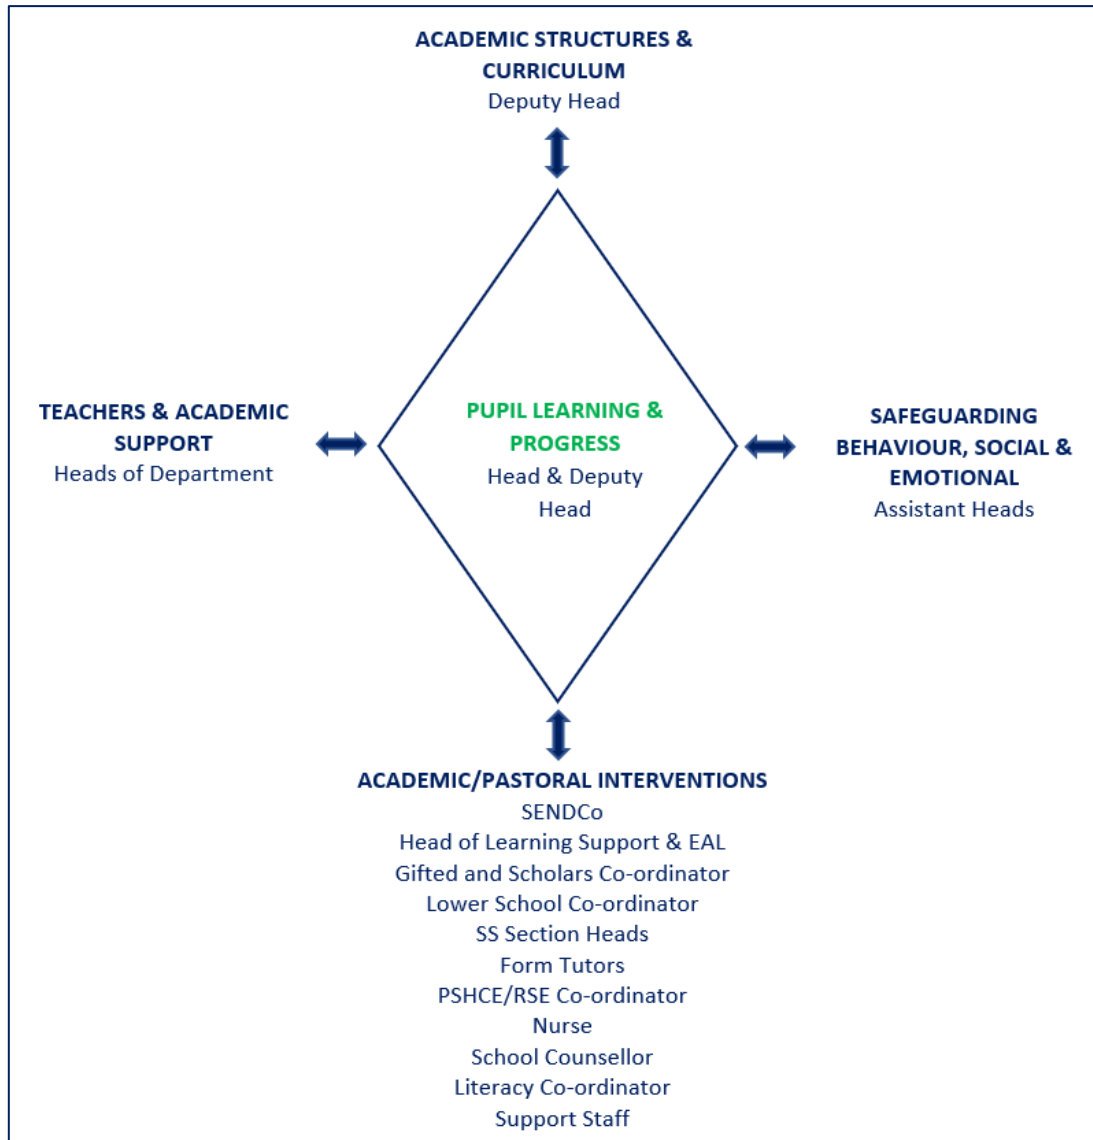 ACADEMIC STRUCTURES &
CURRICULUM
Deputy Head
TEACHERS & ACADEMIC
SUPPORT
Heads of Department
PUPIL LEARNING &
PROGRESS
Head & Deputy
Head
SAFEGUARDING
BEHAVIOUR, SOCIAL &
EMOTIONAL
Assistant Heads
ACADEMIC/PASTORAL INTERVENTIONS
SENDCo
Head of Learning Support & EAL
Gifted and Scholars Co-ordinator
Lower School Co-ordinator
SS Section Heads
Form Tutors
PSHCE/RSE Co-ordinator
Nurse
School Counsellor
Literacy Co-ordinator
Support Staff